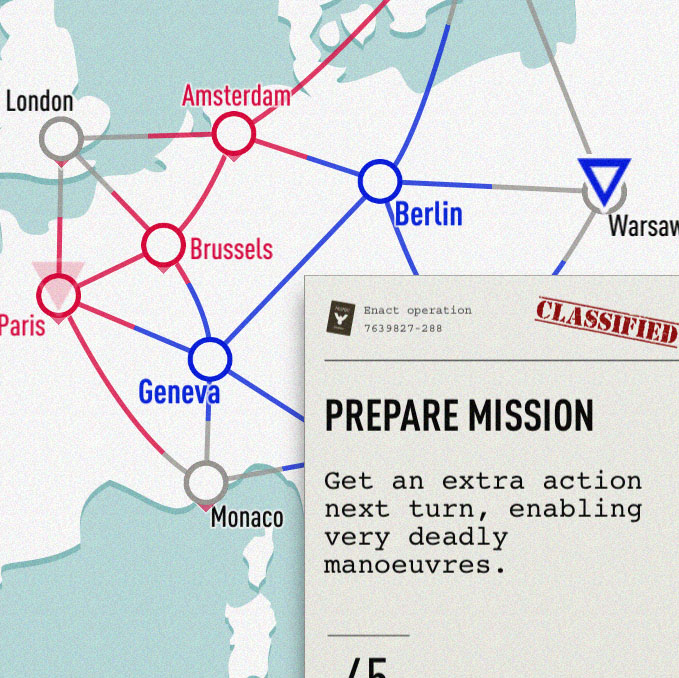 London
Amsterdam
Berlin
Brussels
Paris
Geneva
Monaco
Enact operation
7639827-288
CLASSIFIED
PREPARE MISSION
Get an extra action
next turn, enabling
very deadly
manoeuvres.